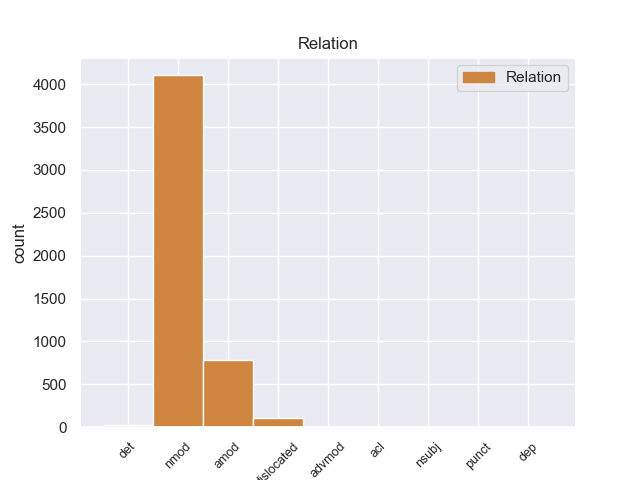 Relation
Relation
4000
3500
3000
2500
2000
1500
1000
500
0
count
det
nmod
amod
dislocated
advmod
acl
nsubj
punct
dep